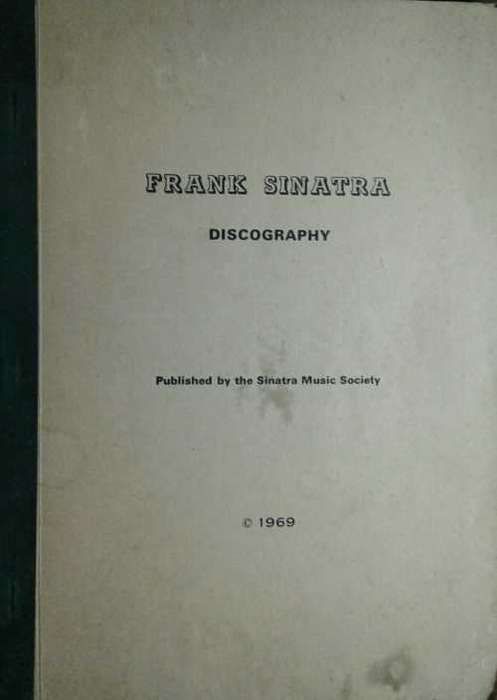 FRANK SINATRA
DISCOGRAPHY
Published by the Sinatra Music Society
© 1969